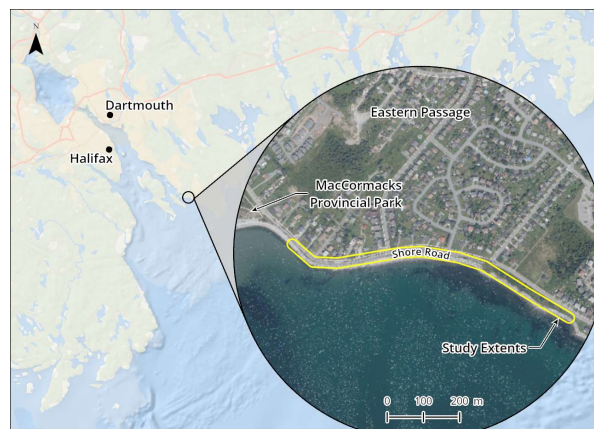 N
Dartmouth
Halifax
Eastern Passage
MacCormacks
Provincial Park
Shore Road
Study Extents
0 100 200 m